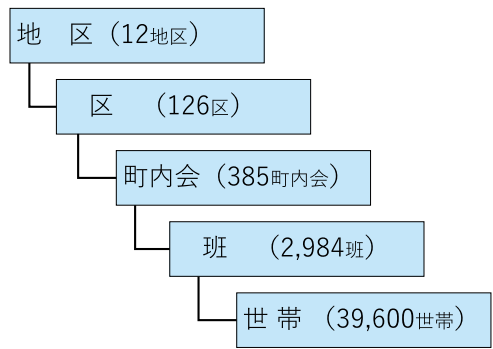 地　区（12地区）
区　（126区）
町内会（385町内会）
班　（2,984班）
世 帯 （39,600世帯）